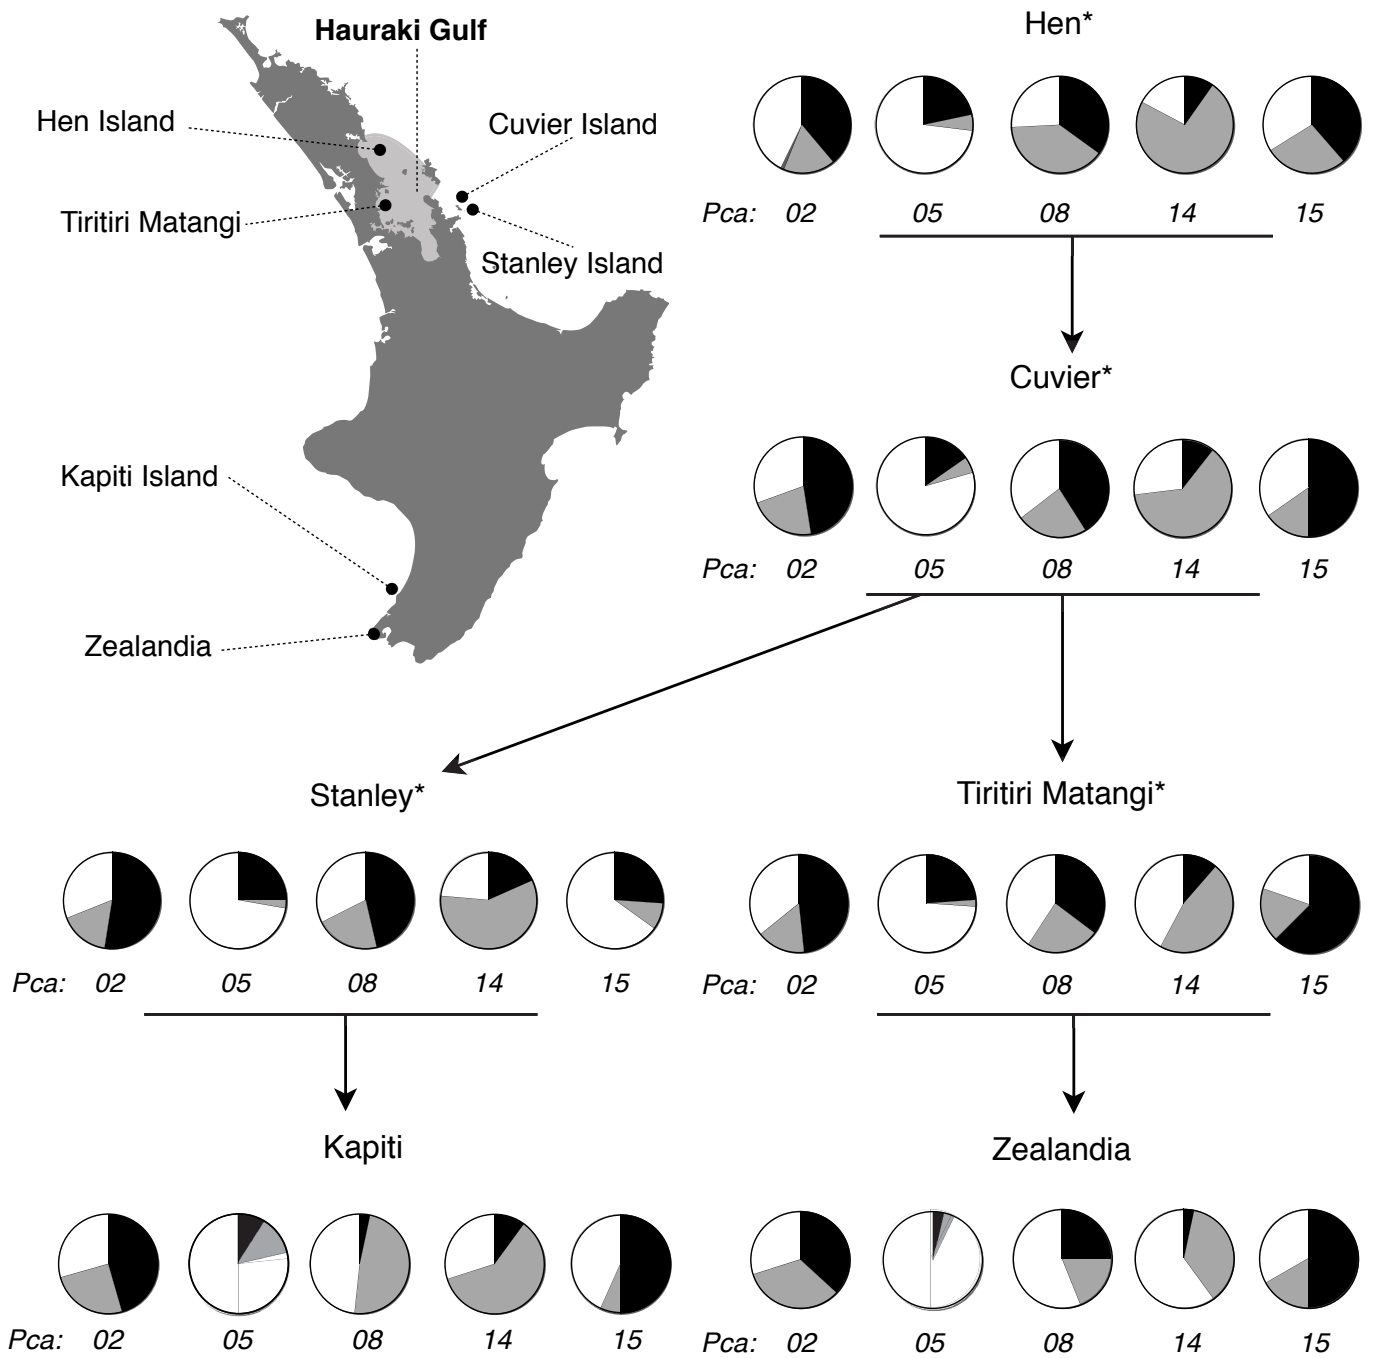 Hauraki Gulf
Hen Island
Cuvier Island
Tiritiri Matangi
Stanley Island
Kapiti Island
Zealandia
Hen*
Pca: 02 05 08 14 15
Cuvier*
Pca: 02 05 08 14 15
Stanley*
Pca: 02 05 08 14 15
Tiritiri Matangi*
Pca: 02 05 08 14 15
Kapiti
Pca: 02 05 08 14 15
Zealandia
Pca: 02 05 08 14 15